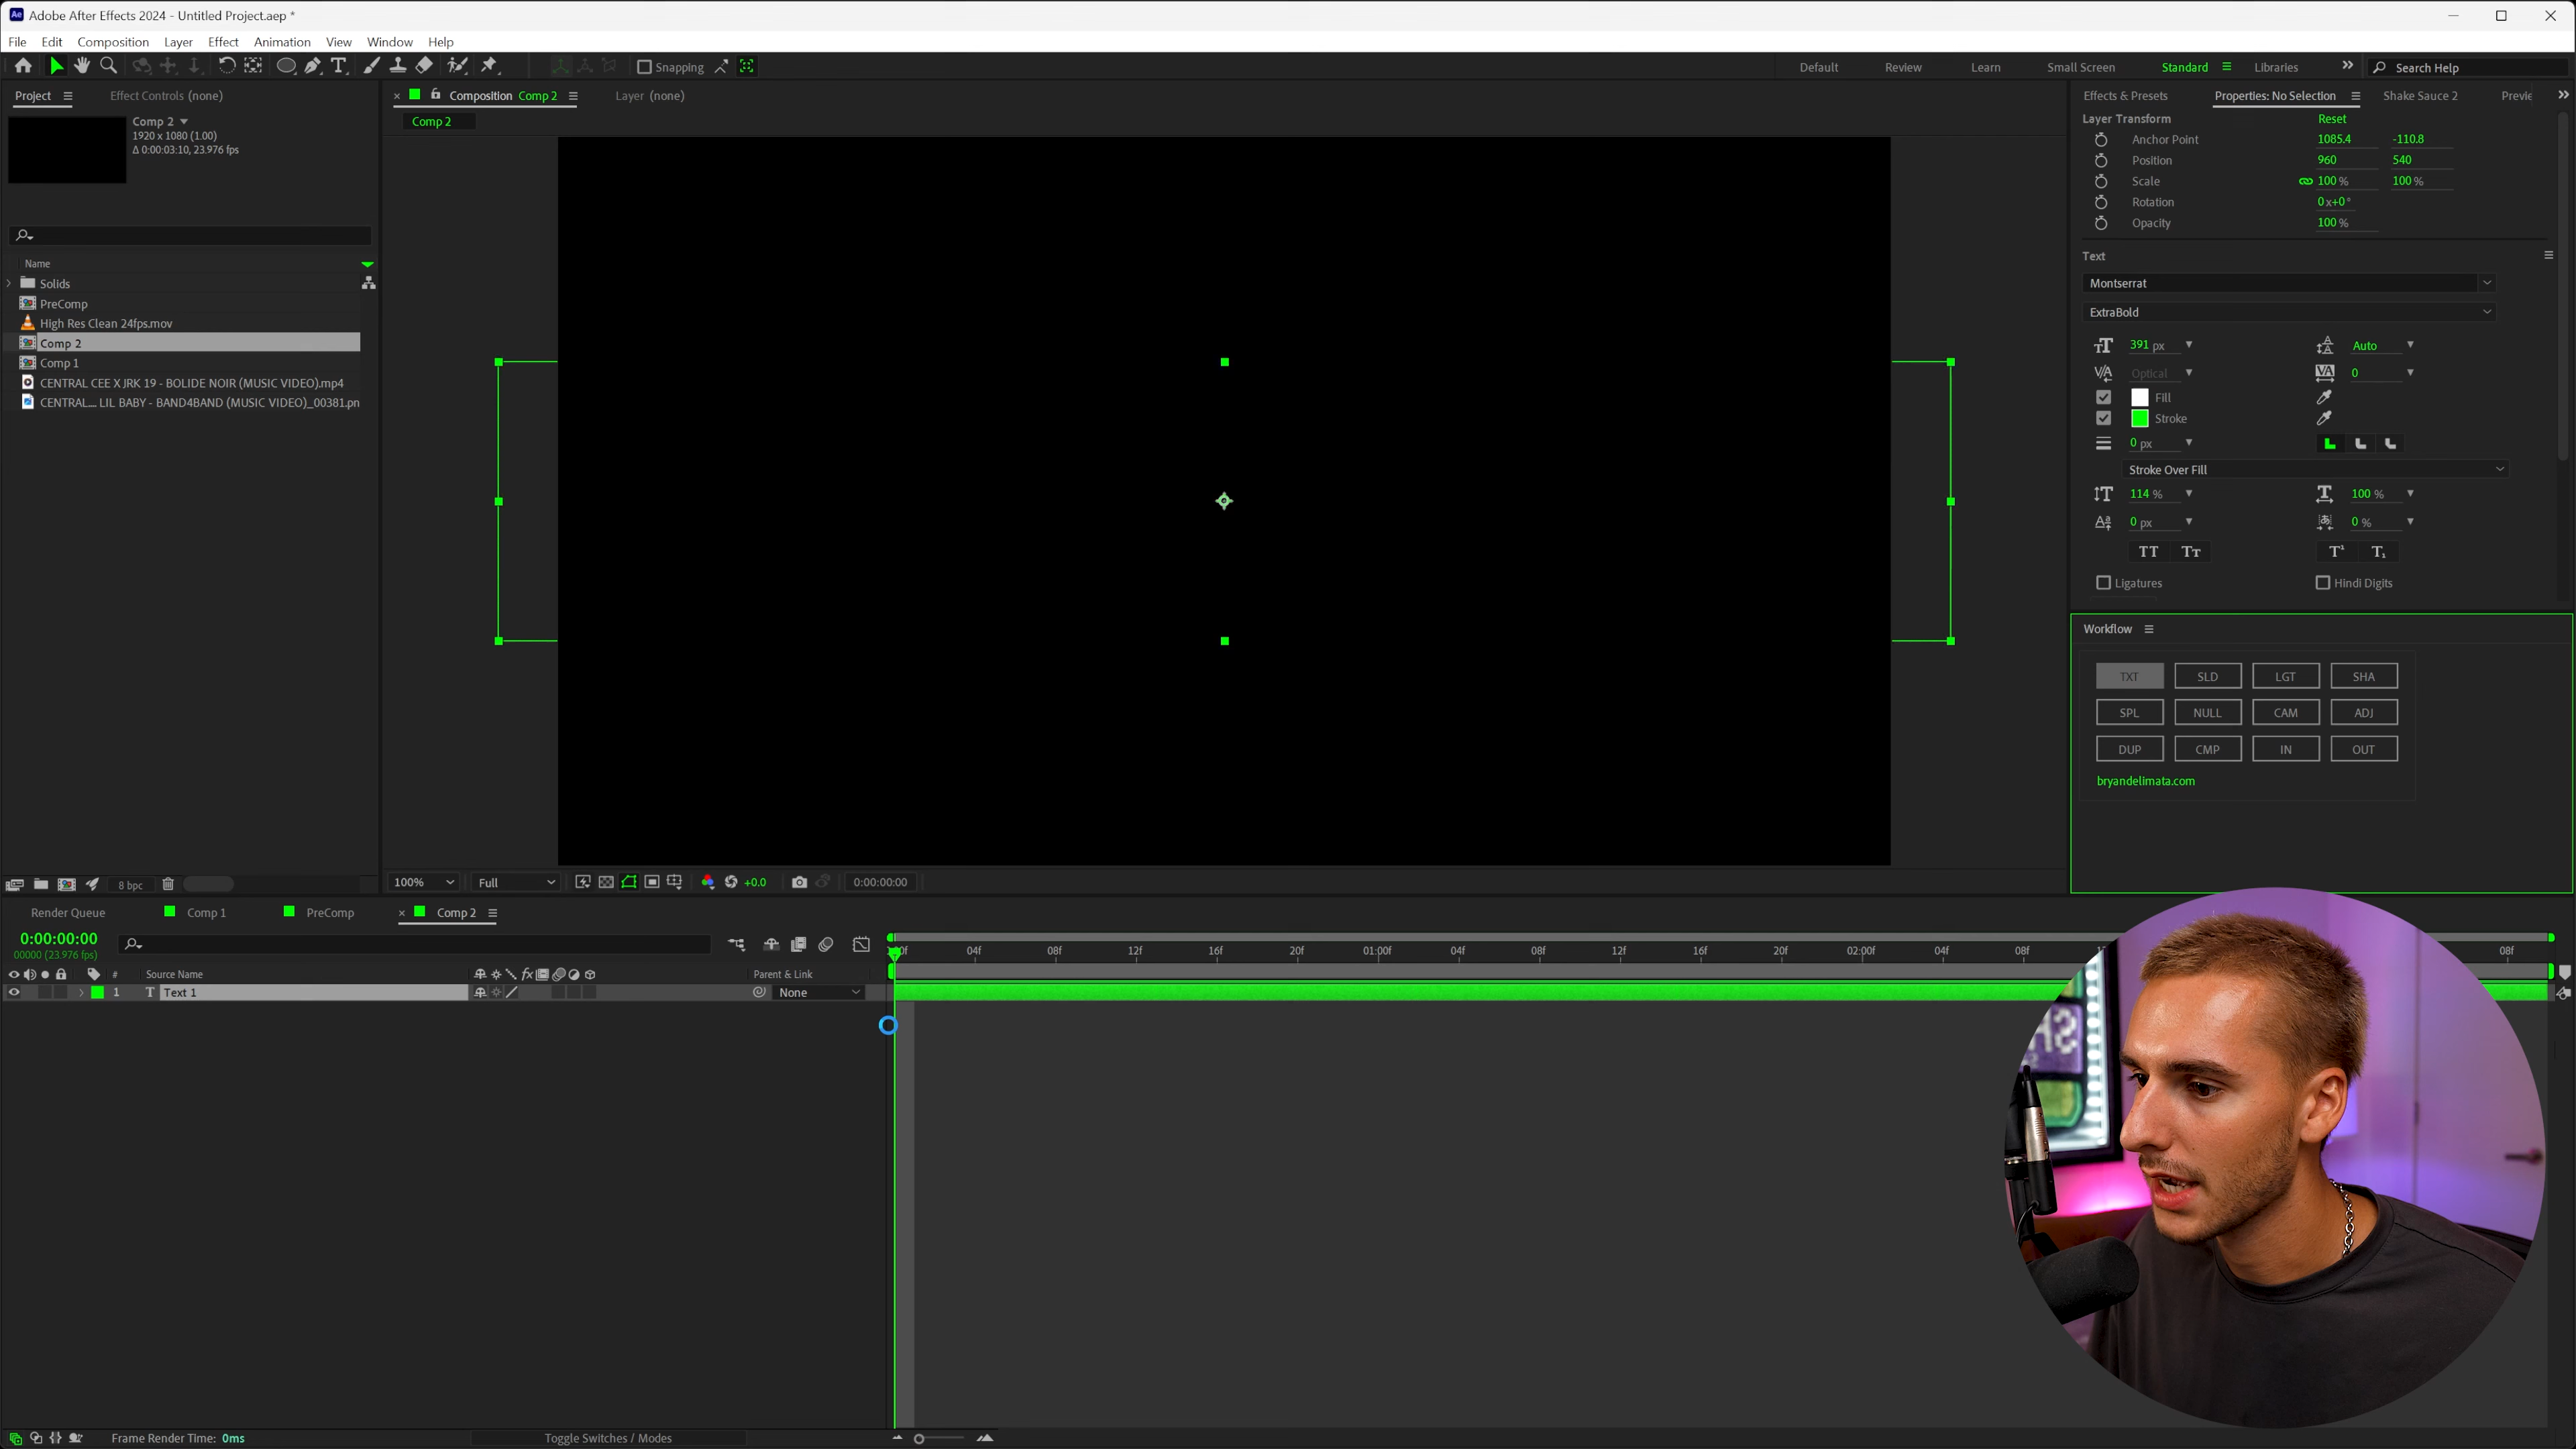 Ae Adobe After Effects 2024 - Untitled Project.aep *
File Edit Composition Layer Effect Animation View Window Help
Snapping
Default Review Learn Small Screen Standard Libraries Search Help
Project
Effect Controls (none)
Comp 2
1920 x 1080 (1.00)
Δ 0:00:03:10, 23.976 fps
Name
Solids
PreComp
High Res Clean 24fps.mov
Comp 2
Comp 1
CENTRAL CEE X JRK 19 - BOLIDE NOIR (MUSIC VIDEO).mp4
CENTRAL... LIL BABY - BAND4BAND (MUSIC VIDEO)_00381.pn
8 bpc
Composition Comp 2
Layer (none)
Comp 2
100%
Full
+0.0
0:00:00:00
Effects & Presets
Properties: No Selection
Shake Sauce 2
Layer Transform
Reset
Anchor Point 1085.4 -110.8
Position 960 540
Scale 100 % 100 %
Rotation 0 x+0 °
Opacity 100 %
Text
Montserrat
ExtraBold
391 px Auto
Optical 0
Fill
Stroke
0 px
Stroke Over Fill
114 % 100 %
0 px 0 %
TT Tт T¹ T₁
Ligatures Hindi Digits
Workflow
TXT SLD LGT SHA
SPL NULL CAM ADJ
DUP CMP IN OUT
bryandelimata.com
Render Queue
Comp 1
PreComp
Comp 2
0:00:00:00
00000 (23.976 fps)
04f 08f 12f 16f 20f 01:00f 04f 08f 12f 16f 20f 02:00f 04f 08f 08f
# Source Name fx Parent & Link
1 T Text 1 None
Frame Render Time: 0ms
Toggle Switches / Modes